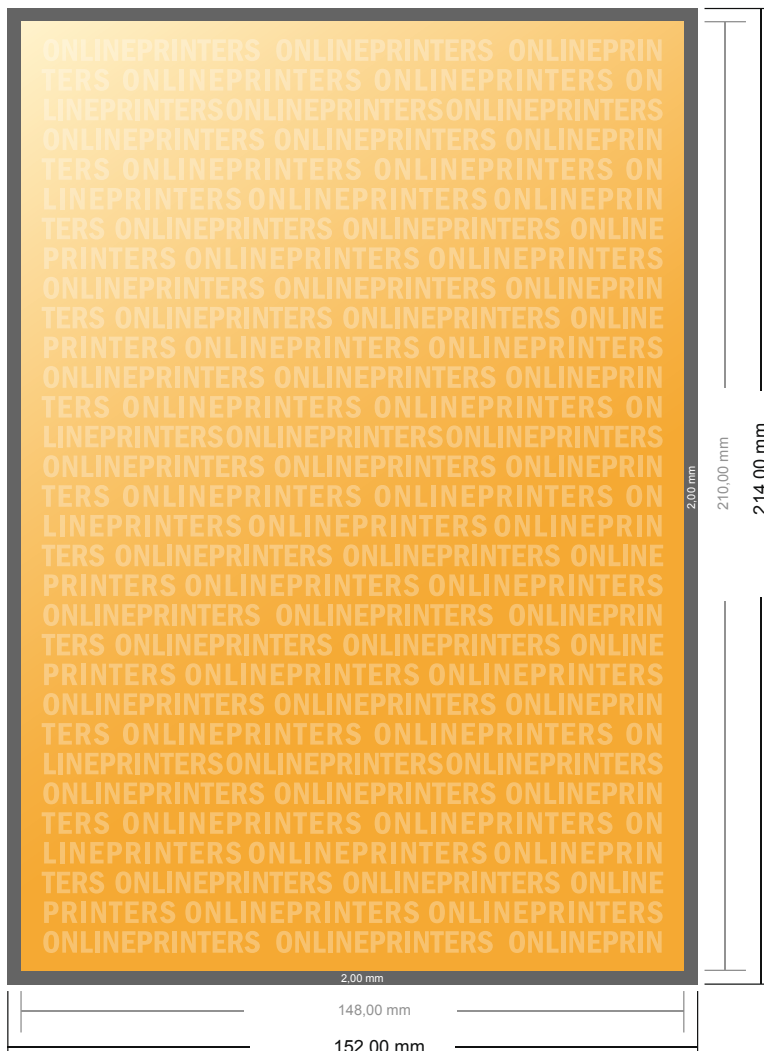 ONLINEPRINTERS ONLINEPRINTERS ONLINEPRIN
TERS ONLINEPRINTERS ONLINEPRINTERS ON
LINEPRINTERSONLINEPRINTERSONLINEPRINTERS
ONLINEPRINTERS ONLINEPRINTERS ONLINEPRIN
TERS ONLINEPRINTERS ONLINEPRINTERS ON
LINEPRINTERS ONLINEPRINTERS ONLINEPRIN
TERS ONLINEPRINTERS ONLINEPRINTERS ONLINE
PRINTERS ONLINEPRINTERS ONLINEPRINTERS
ONLINEPRINTERS ONLINEPRINTERS ONLINEPRIN
TERS ONLINEPRINTERS ONLINEPRINTERS ONLINE
PRINTERS ONLINEPRINTERS ONLINEPRINTERS
ONLINEPRINTERS ONLINEPRINTERS ONLINEPRIN
TERS ONLINEPRINTERS ONLINEPRINTERS ON
LINEPRINTERSONLINEPRINTERSONLINEPRINTERS
ONLINEPRINTERS ONLINEPRINTERS ONLINEPRIN
TERS ONLINEPRINTERS ONLINEPRINTERS ON
LINEPRINTERS ONLINEPRINTERS ONLINEPRIN
TERS ONLINEPRINTERS ONLINEPRINTERS ONLINE
PRINTERS ONLINEPRINTERS ONLINEPRINTERS
ONLINEPRINTERS ONLINEPRINTERS ONLINEPRIN
TERS ONLINEPRINTERS ONLINEPRINTERS ONLINE
PRINTERS ONLINEPRINTERS ONLINEPRINTERS
ONLINEPRINTERS ONLINEPRINTERS ONLINEPRIN
TERS ONLINEPRINTERS ONLINEPRINTERS ON
LINEPRINTERSONLINEPRINTERSONLINEPRINTERS
ONLINEPRINTERS ONLINEPRINTERS ONLINEPRIN
TERS ONLINEPRINTERS ONLINEPRINTERS ON
LINEPRINTERS ONLINEPRINTERS ONLINEPRIN
TERS ONLINEPRINTERS ONLINEPRINTERS ONLINE
PRINTERS ONLINEPRINTERS ONLINEPRINTERS
ONLINEPRINTERS ONLINEPRINTERS ONLINEPRIN
2,00 mm
210,00 mm
214,00 mm
2,00 mm
148,00 mm
152,00 mm